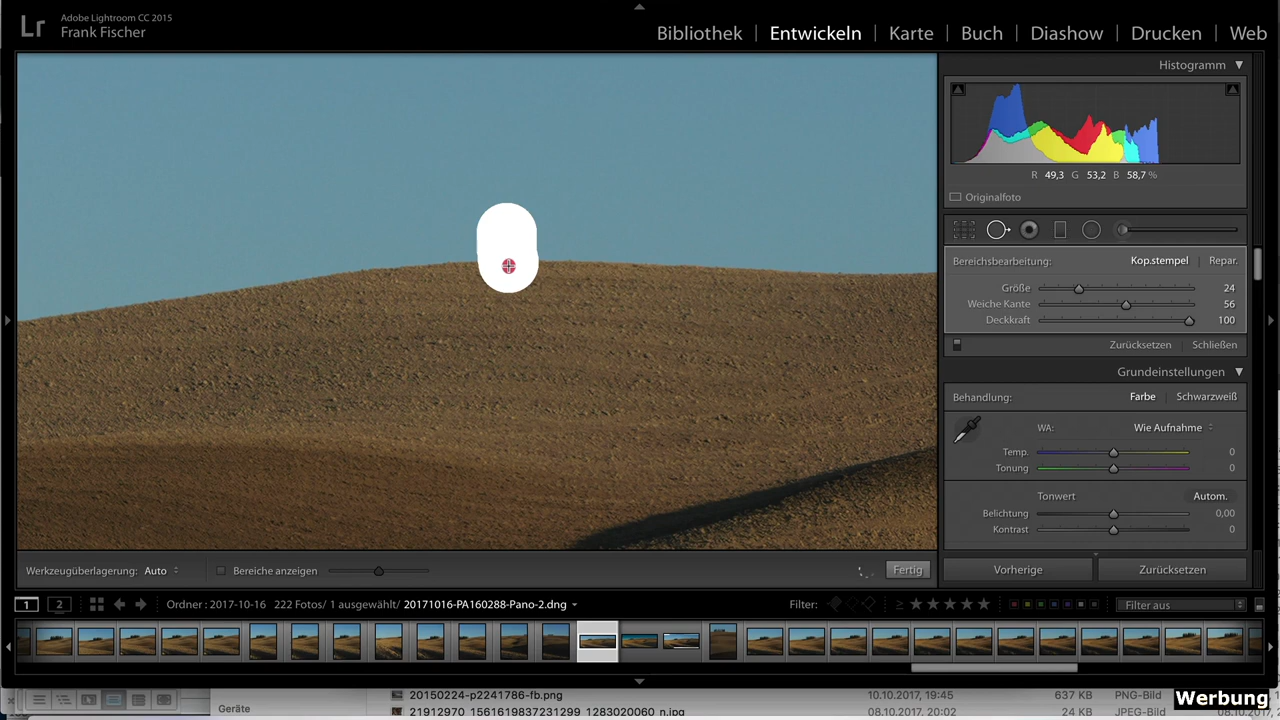 Lr
Adobe Lightroom CC 2015
Frank Fischer
Bibliothek | Entwickeln | Karte | Buch | Diashow | Drucken | Web
Histogramm
R 49,3 G 53,2 B 58,7 %
Originalfoto
Bereichsbearbeitung: Kop.stempel Repar.
Größe 24
Weiche Kante 56
Deckkraft 100
Zurücksetzen Schließen
Grundeinstellungen
Behandlung: Farbe Schwarzweiß
WA: Wie Aufnahme
Temp. 0
Tonung 0
Tonwert Autom.
Belichtung 0,00
Kontrast 0
Werkzeugüberlagerung: Auto Bereiche anzeigen Fertig
Vorherige Zurücksetzen
1 2 Ordner : 2017-10-16 222 Fotos/ 1 ausgewählt/ 20171016-PA160288-Pano-2.dng Filter: Filter aus
20150224-p2241786-fb.png 10.10.2017, 19:45 637 KB PNG-Bild
Geräte
21912970_1561619837231299_1283020060_n.jpg 08.10.2017, 20:02 24 KB JPEG-Bild
Werbung